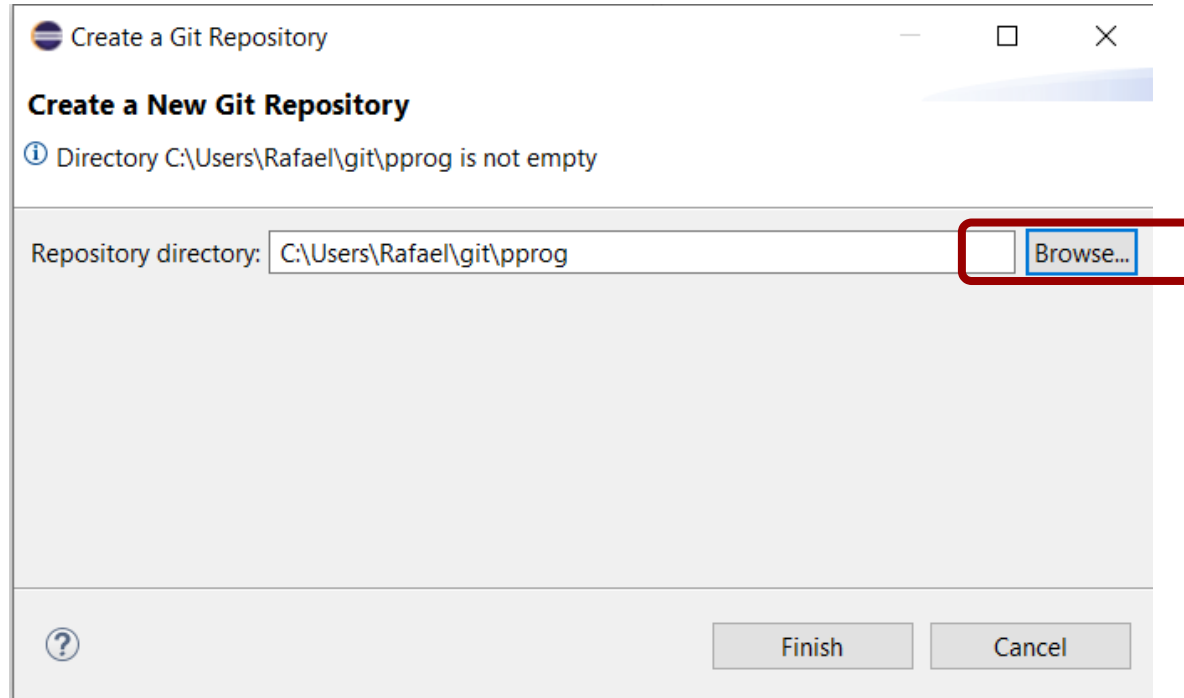 Create a Git Repository
Create a New Git Repository
Directory C:\Users\Rafael\git\pprog is not empty
Repository directory: C:\Users\Rafael\git\pprog Browse...
Finish Cancel